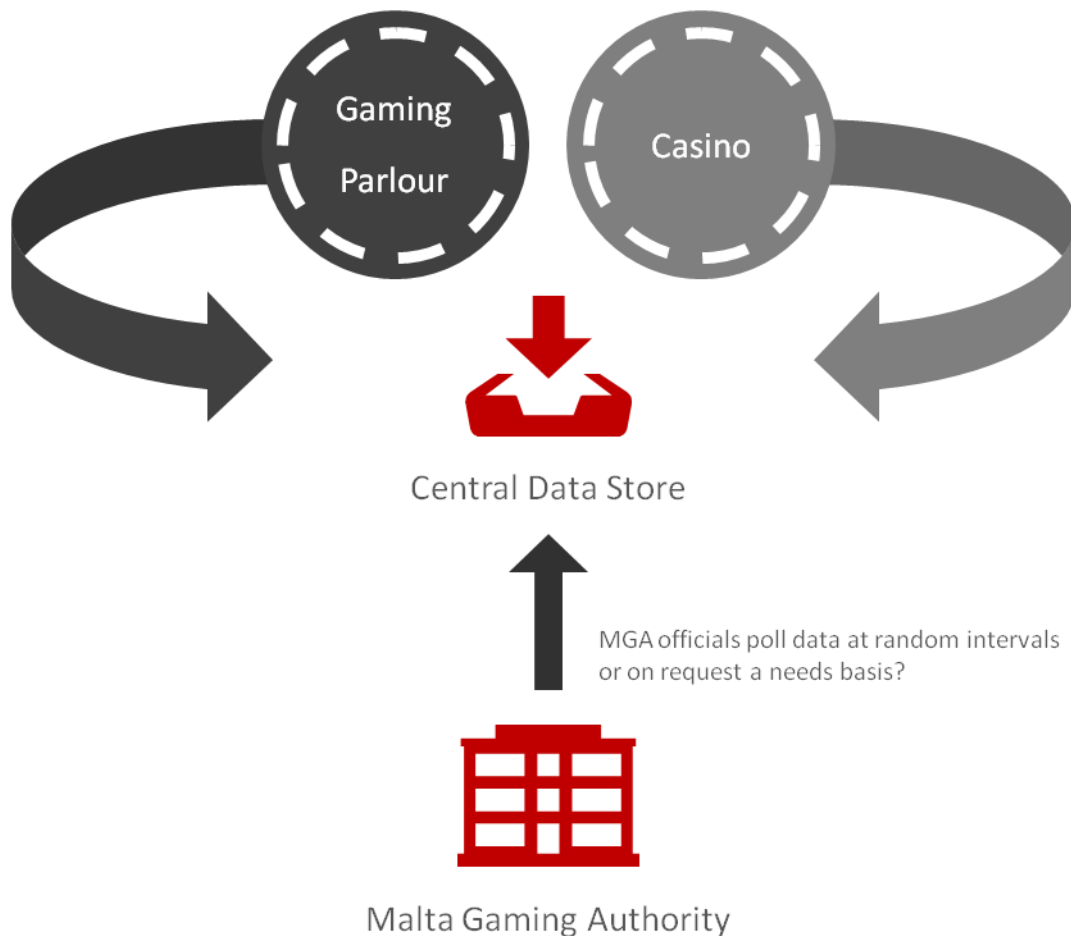 Gaming
Parlour
Casino
Central Data Store
MGA officials poll data at random intervals
or on request a needs basis?
Malta Gaming Authority